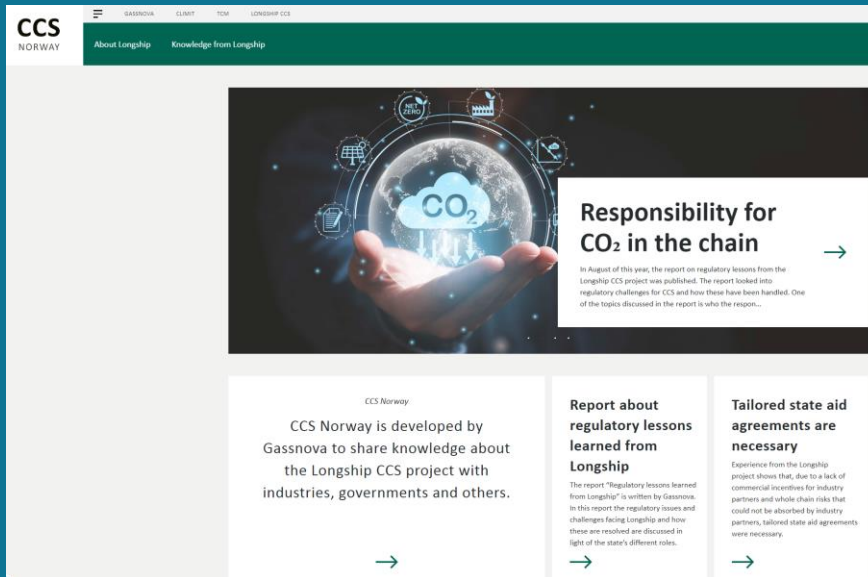 CCS
NORWAY
GASSNOVA CLIMIT TCM LONGSHIP CCS
About Longship Knowledge from Longship
NET
ZERO
CO₂
Responsibility for
CO₂ in the chain
In August of this year, the report on regulatory lessons from the
Longship CCS project was published. The report looked into
regulatory challenges for CCS and how these have been handled. One
of the topics discussed in the report is who the respon...
CCS Norway
CCS Norway is developed by
Gassnova to share knowledge about
the Longship CCS project with
industries, governments and others.
Report about
regulatory lessons
learned from
Longship
The report "Regulatory lessons learned
from Longship" is written by Gassnova.
In this report the regulatory issues and
challenges facing Longship and how
these are resolved are discussed in
light of the state's different roles.
Tailored state aid
agreements are
necessary
Experience from the Longship
project shows that, due to a lack of
commercial incentives for industry
partners and whole chain risks that
could not be absorbed by industry
partners, tailored state aid agreements
were necessary.